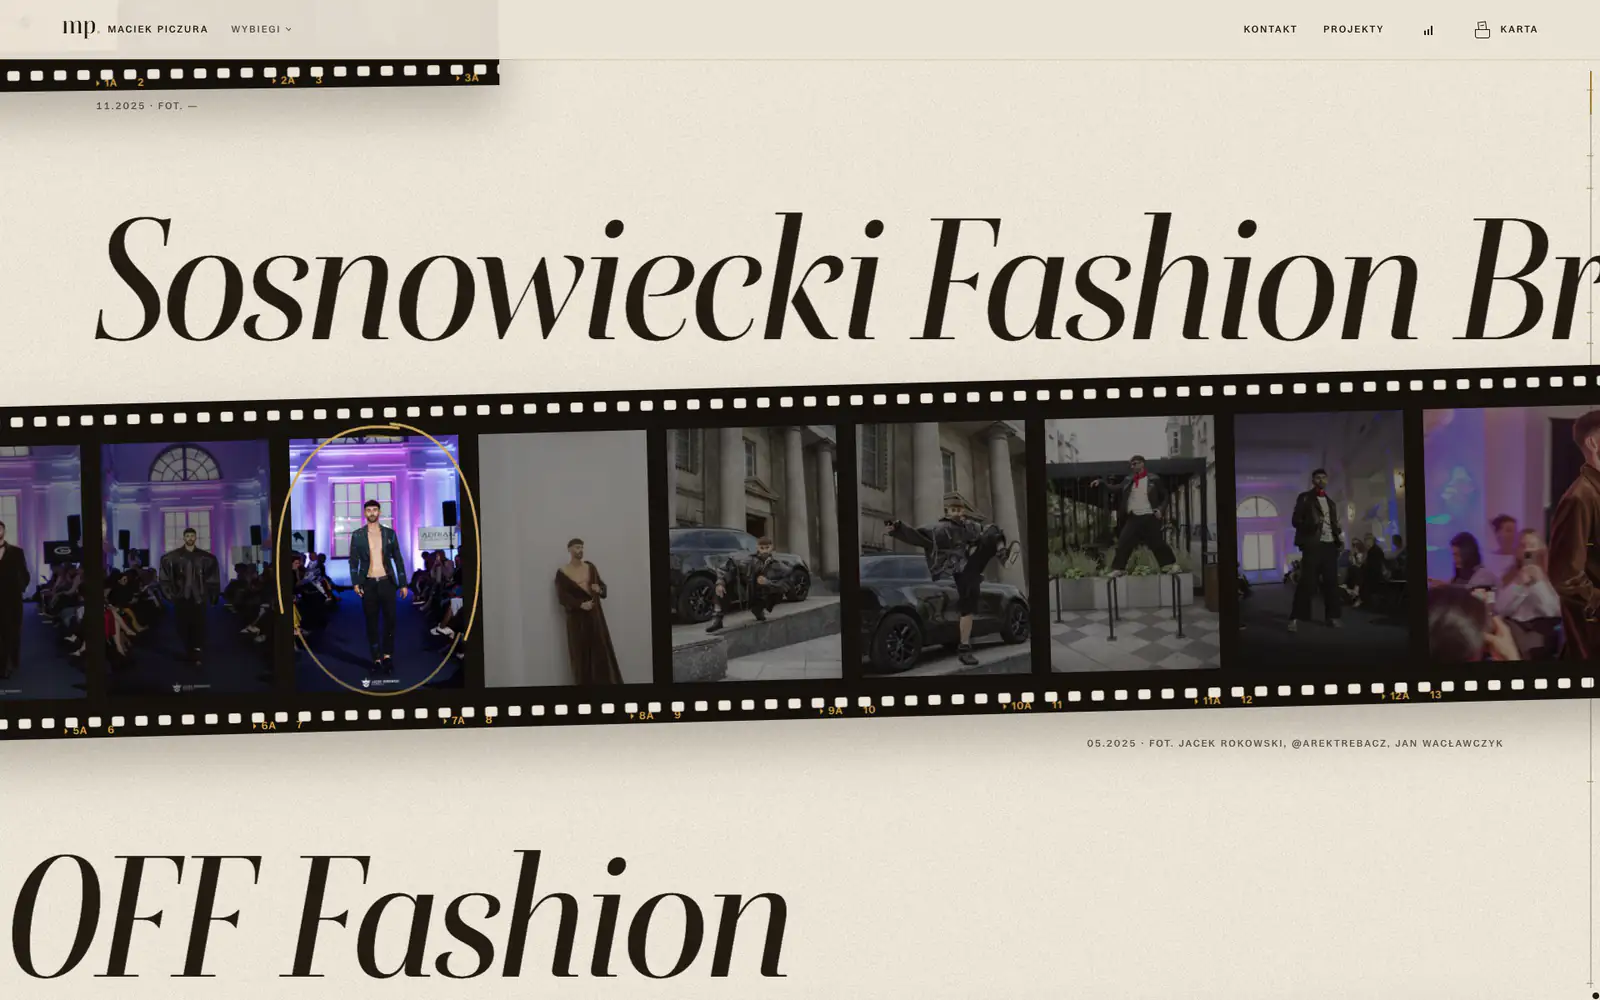 mp. MACIEK PICZURA WYBIEGI KONTAKT PROJEKTY KARTA
1A 2 2A 3 3A
11.2025 · FOT. —
Sosnowiecki Fashion Br
ADRIAN
5A 6 6A 7 7A 8 8A 9 9A 10 10A 11 11A 12 12A 13
05.2025 · FOT. JACEK ROKOWSKI, @AREKTREBACZ, JAN WACŁAWCZYK
OFF Fashion